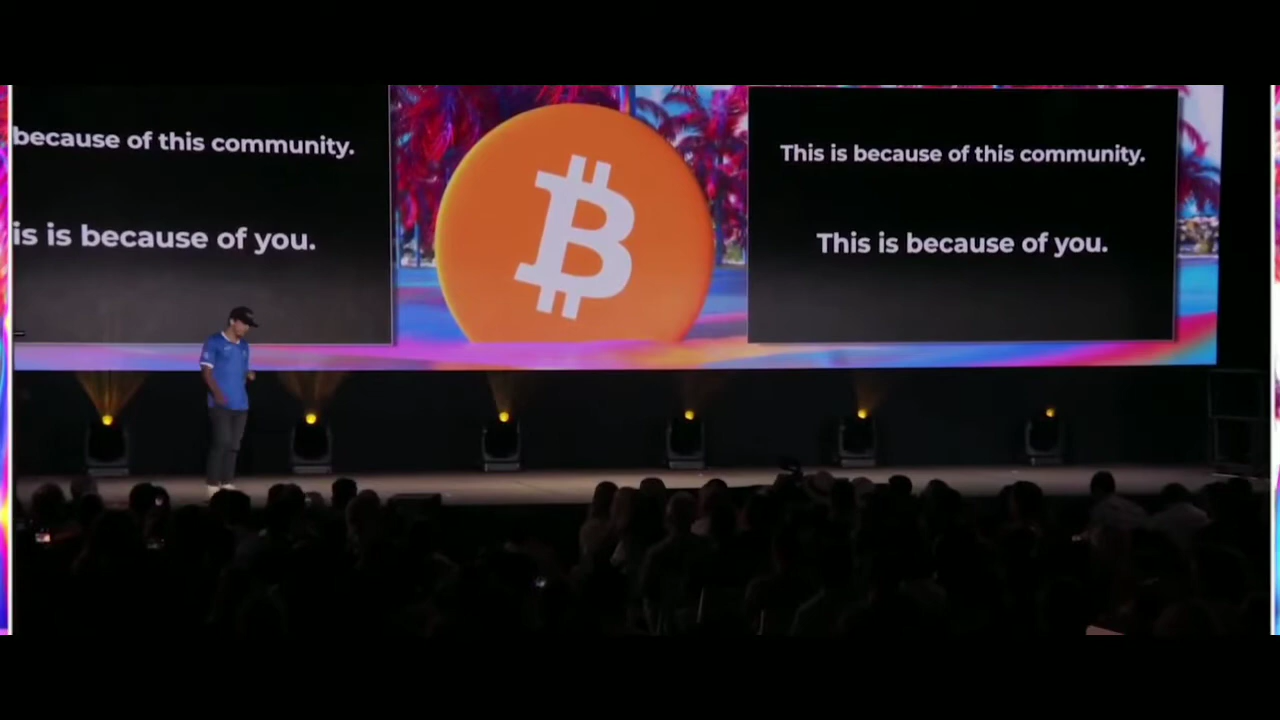 because of this community.
is is because of you.
This is because of this community.
This is because of you.